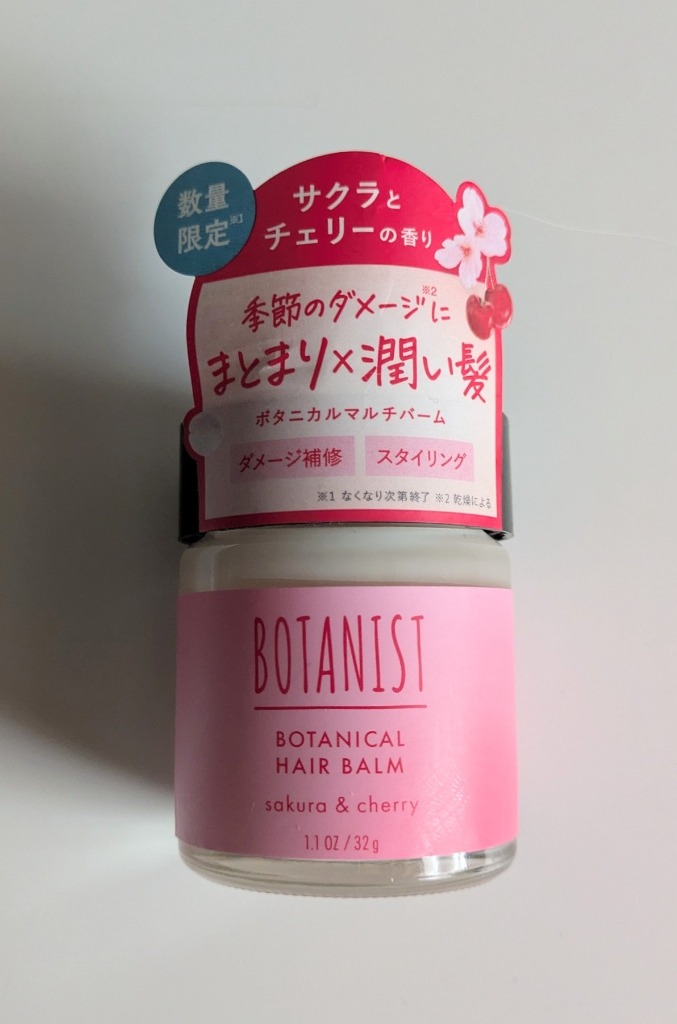 数量
限定※1
サクラと
チェリーの香り
季節のダメージ※2に
まとまり×潤い髪
ボタニカルマルチバーム
ダメージ補修 スタイリング
※1 なくなり次第終了 ※2 乾燥による
BOTANIST
BOTANICAL
HAIR BALM
sakura & cherry
1.1 OZ / 32g